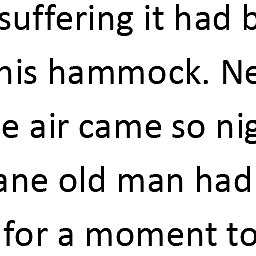 suffering it had b
his hammock. Ne
e air came so nig
ane old man had
for a moment to